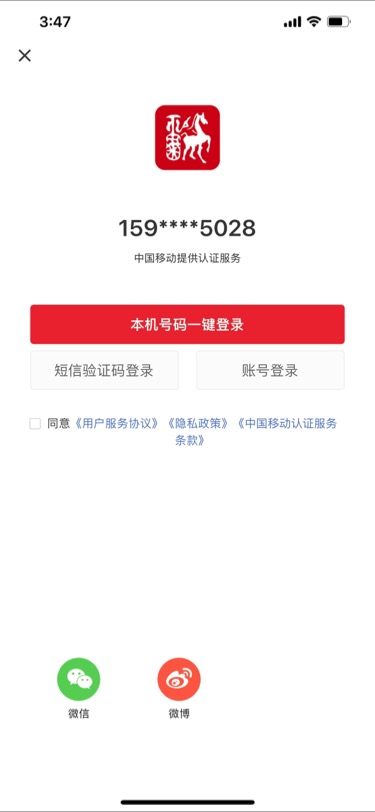 3:47
159****5028
中国移动提供认证服务
本机号码一键登录
短信验证码登录
账号登录
同意《用户服务协议》《隐私政策》《中国移动认证服务
条款》
微信
微博